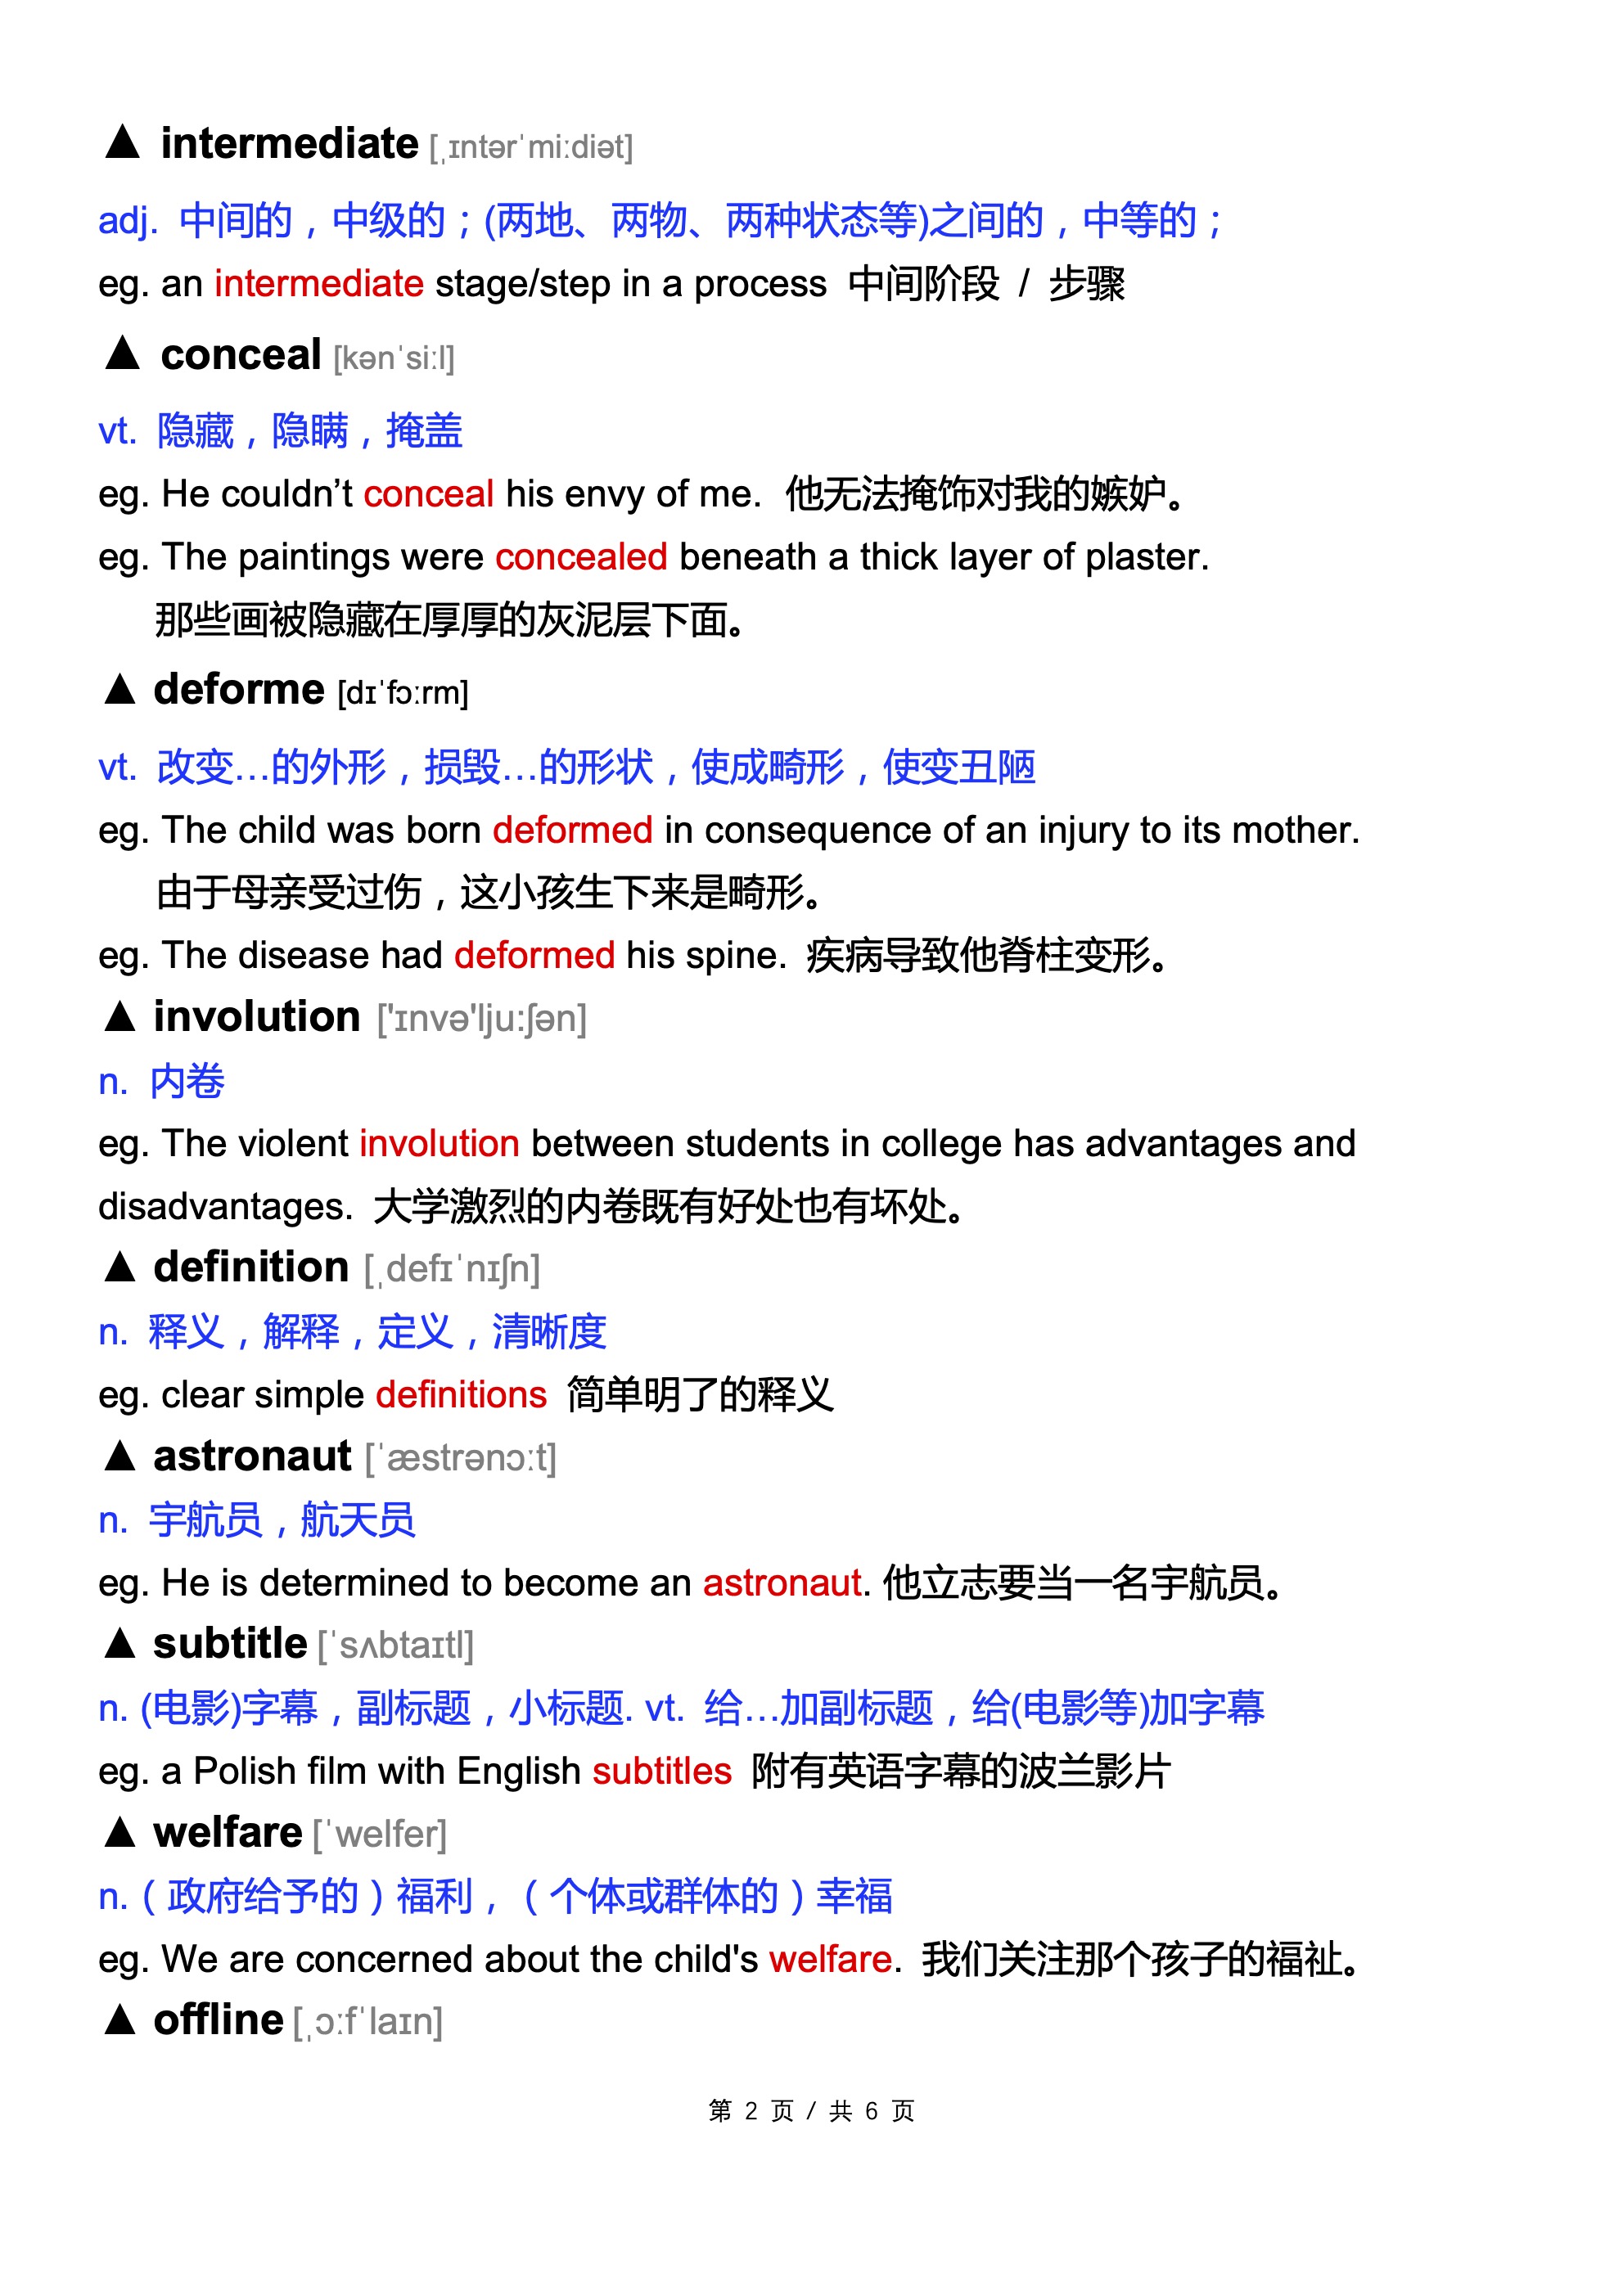 ▲ intermediate [ˌɪntərˈmiːdiət]
adj. 中间的，中级的；(两地、两物、两种状态等)之间的，中等的；
eg. an intermediate stage/step in a process 中间阶段 / 步骤
▲ conceal [kənˈsiːl]
vt. 隐藏，隐瞒，掩盖
eg. He couldn’t conceal his envy of me. 他无法掩饰对我的嫉妒。
eg. The paintings were concealed beneath a thick layer of plaster.
那些画被隐藏在厚厚的灰泥层下面。
▲ deforme [dɪˈfɔːrm]
vt. 改变…的外形，损毁…的形状，使成畸形，使变丑陋
eg. The child was born deformed in consequence of an injury to its mother.
由于母亲受过伤，这小孩生下来是畸形。
eg. The disease had deformed his spine. 疾病导致他脊柱变形。
▲ involution ['ɪnvə'lju:ʃən]
n. 内卷
eg. The violent involution between students in college has advantages and
disadvantages. 大学激烈的内卷既有好处也有坏处。
▲ definition [ˌdefɪˈnɪʃn]
n. 释义，解释，定义，清晰度
eg. clear simple definitions 简单明了的释义
▲ astronaut [ˈæstrənɔːt]
n. 宇航员，航天员
eg. He is determined to become an astronaut. 他立志要当一名宇航员。
▲ subtitle [ˈsʌbtaɪtl]
n. (电影)字幕，副标题，小标题. vt. 给…加副标题，给(电影等)加字幕
eg. a Polish film with English subtitles 附有英语字幕的波兰影片
▲ welfare [ˈwelfer]
n.（政府给予的）福利，（个体或群体的）幸福
eg. We are concerned about the child's welfare. 我们关注那个孩子的福祉。
▲ offline [ˌɔːfˈlaɪn]
第 2 页 / 共 6 页